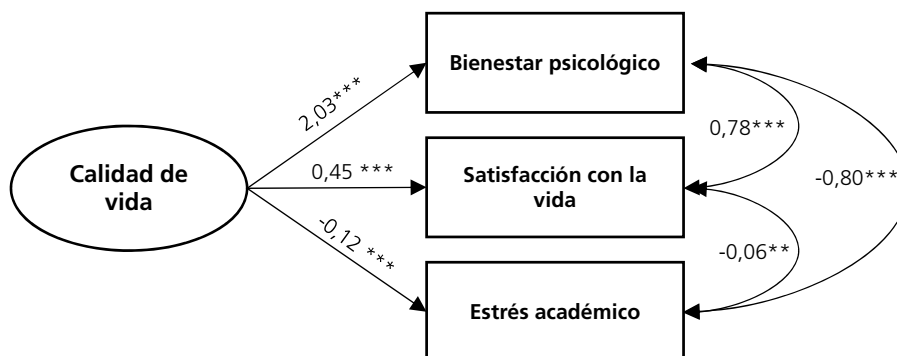 Bienestar psicológico
2,03***
0,78***
Calidad de
vida
0,45 ***
Satisfacción con la
vida
-0,80***
-0,12 ***
-0,06**
Estrés académico